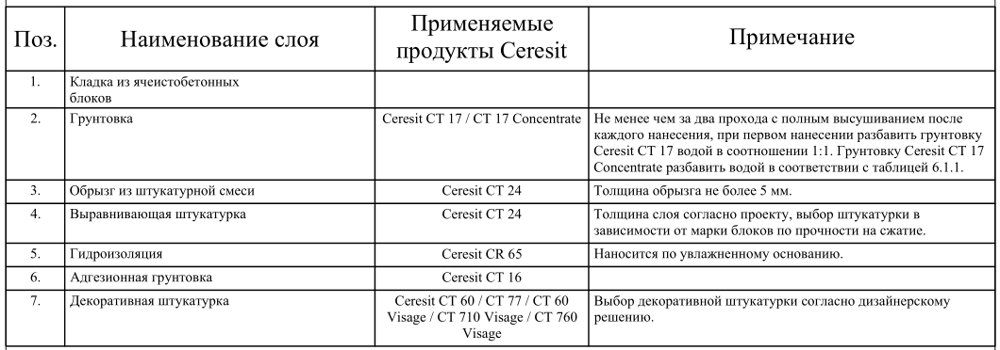 Поз.
Наименование слоя
Применяемые
продукты Ceresit
Примечание
1.
Кладка из ячеистобетонных
блоков
2.
Грунтовка
Ceresit CT 17 / CT 17 Concentrate
Не менее чем за два прохода с полным высушиванием после
каждого нанесения, при первом нанесении разбавить грунтовку
Ceresit CT 17 водой в соотношении 1:1. Грунтовку Ceresit CT 17
Concentrate разбавить водой в соответствии с таблицей 6.1.1.
3.
Обрызг из штукатурной смеси
Ceresit CT 24
Толщина обрызга не более 5 мм.
4.
Выравнивающая штукатурка
Ceresit CT 24
Толщина слоя согласно проекту, выбор штукатурки в
зависимости от марки блоков по прочности на сжатие.
5.
Гидроизоляция
Ceresit CR 65
Наносится по увлажненному основанию.
6.
Адгезионная грунтовка
Ceresit CT 16
7.
Декоративная штукатурка
Ceresit CT 60 / CT 77 / CT 60
Visage / CT 710 Visage / CT 760
Visage
Выбор декоративной штукатурки согласно дизайнерскому
решению.